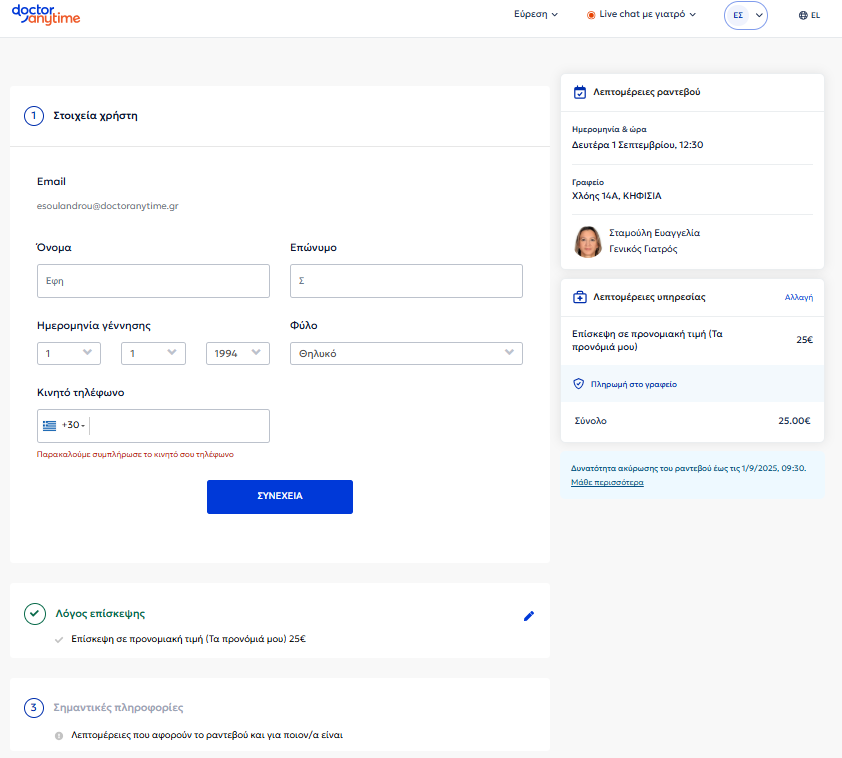 doctor
anytime
Εύρεση
Live chat με γιατρό
ΕΣ
EL
1 Στοιχεία χρήστη
Email
esoulandrou@doctoranytime.gr
Όνομα
Επώνυμο
Εφη
Σ
Ημερομηνία γέννησης
Φύλο
1
1
1994
Θηλυκό
Κινητό τηλέφωνο
+30
Παρακαλούμε συμπλήρωσε το κινητό σου τηλέφωνο
ΣΥΝΕΧΕΙΑ
Λόγος επίσκεψης
Επίσκεψη σε προνομιακή τιμή (Τα προνόμιά μου) 25€
3 Σημαντικές πληροφορίες
Λεπτομέρειες που αφορούν το ραντεβού και για ποιον/α είναι
Λεπτομέρειες ραντεβού
Ημερομηνία & ώρα
Δευτέρα 1 Σεπτεμβρίου, 12:30
Γραφείο
Χλόης 14Α, ΚΗΦΙΣΙΑ
Σταμούλη Ευαγγελία
Γενικός Γιατρός
Λεπτομέρειες υπηρεσίας
Αλλαγή
Επίσκεψη σε προνομιακή τιμή (Τα
προνόμιά μου)
25€
Πληρωμή στο γραφείο
Σύνολο
25.00€
Δυνατότητα ακύρωσης του ραντεβού έως τις 1/9/2025, 09:30.
Μάθε περισσότερα